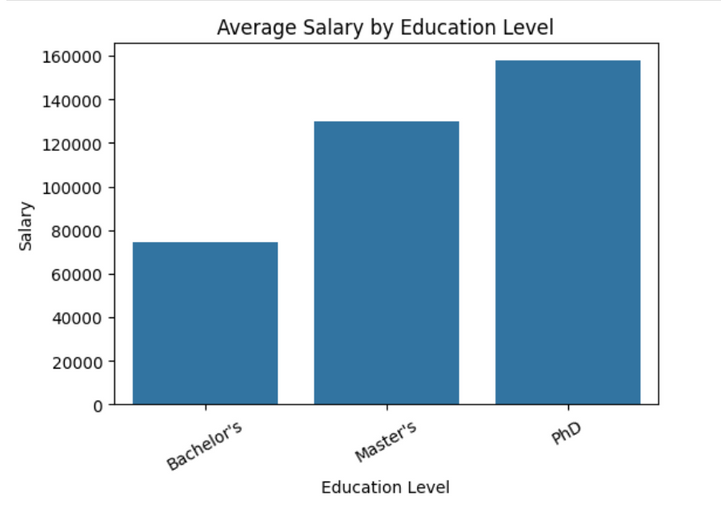 Average Salary by Education Level
160000
140000
120000
100000
80000
60000
40000
20000
0
Salary
Bachelor's
Master's
PhD
Education Level